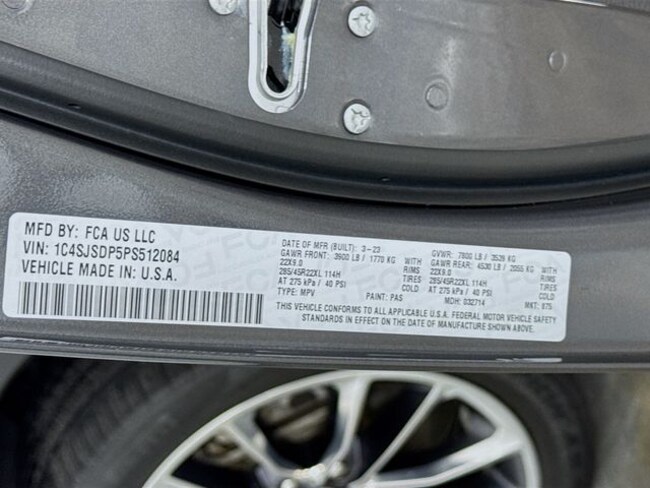 MFD BY: FCA US LLC
VIN: 1C4SJSDP5PS512084
VEHICLE MADE IN: U.S.A.
DATE OF MFR (BUILT): 3-23 GVWR: 7800 LB / 3539 KG
GAWR FRONT: 3900 LB / 1770 KG WITH GAWR REAR: 4530 LB / 2055 KG WITH
22X9.0 RIMS 22X9.0 RIMS
285/45R22XL 114H TIRES 285/45R22XL 114H TIRES
AT 275 kPa / 40 PSI COLD AT 275 kPa / 40 PSI COLD
TYPE: MPV PAINT: PAS MDH: 032714 MKT: 875
THIS VEHICLE CONFORMS TO ALL APPLICABLE U.S.A. FEDERAL MOTOR VEHICLE SAFETY
STANDARDS IN EFFECT ON THE DATE OF MANUFACTURE SHOWN ABOVE.